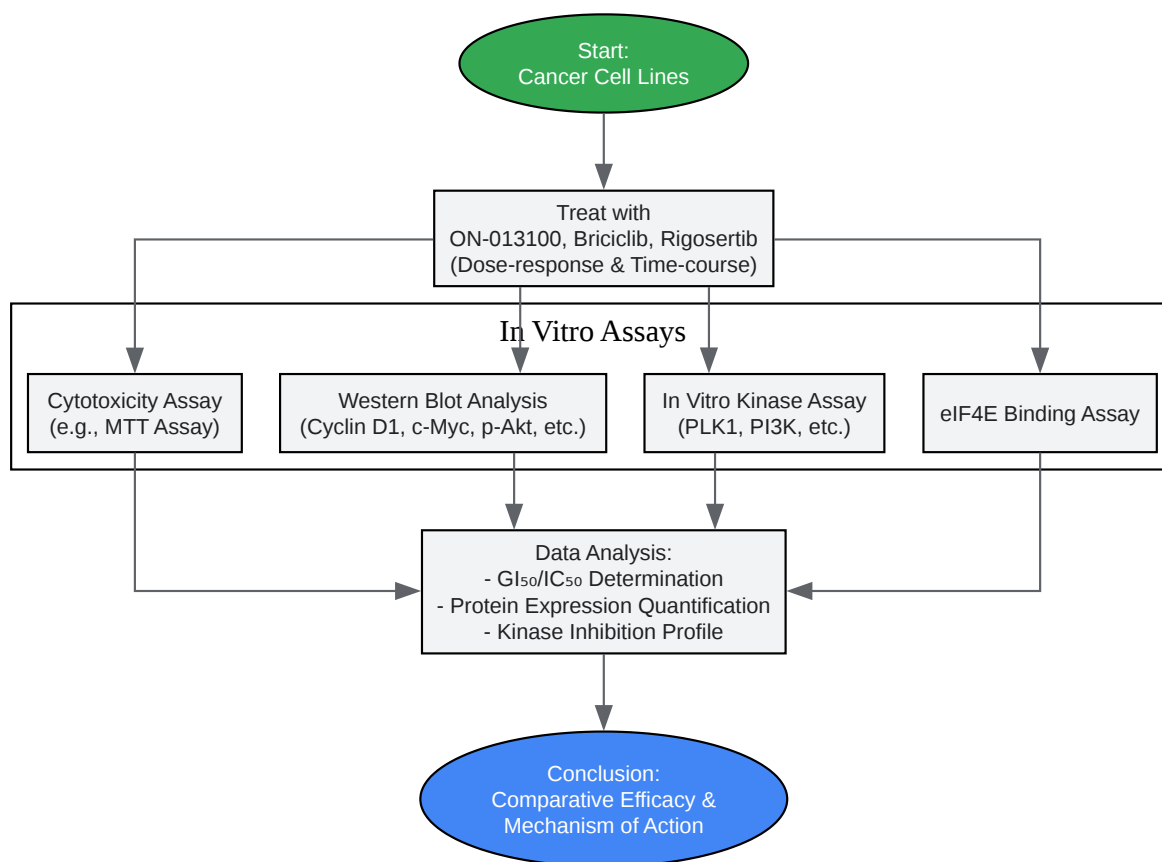 Start:
Cancer Cell Lines
Treat with
ON-013100, Briciclib, Rigosertib
(Dose-response & Time-course)
In Vitro Assays
Cytotoxicity Assay
(e.g., MTT Assay)
Western Blot Analysis
(Cyclin D1, c-Myc, p-Akt, etc.)
In Vitro Kinase Assay
(PLK1, PI3K, etc.)
eIF4E Binding Assay
Data Analysis:
- GI₅₀/IC₅₀ Determination
- Protein Expression Quantification
- Kinase Inhibition Profile
Conclusion:
Comparative Efficacy &
Mechanism of Action